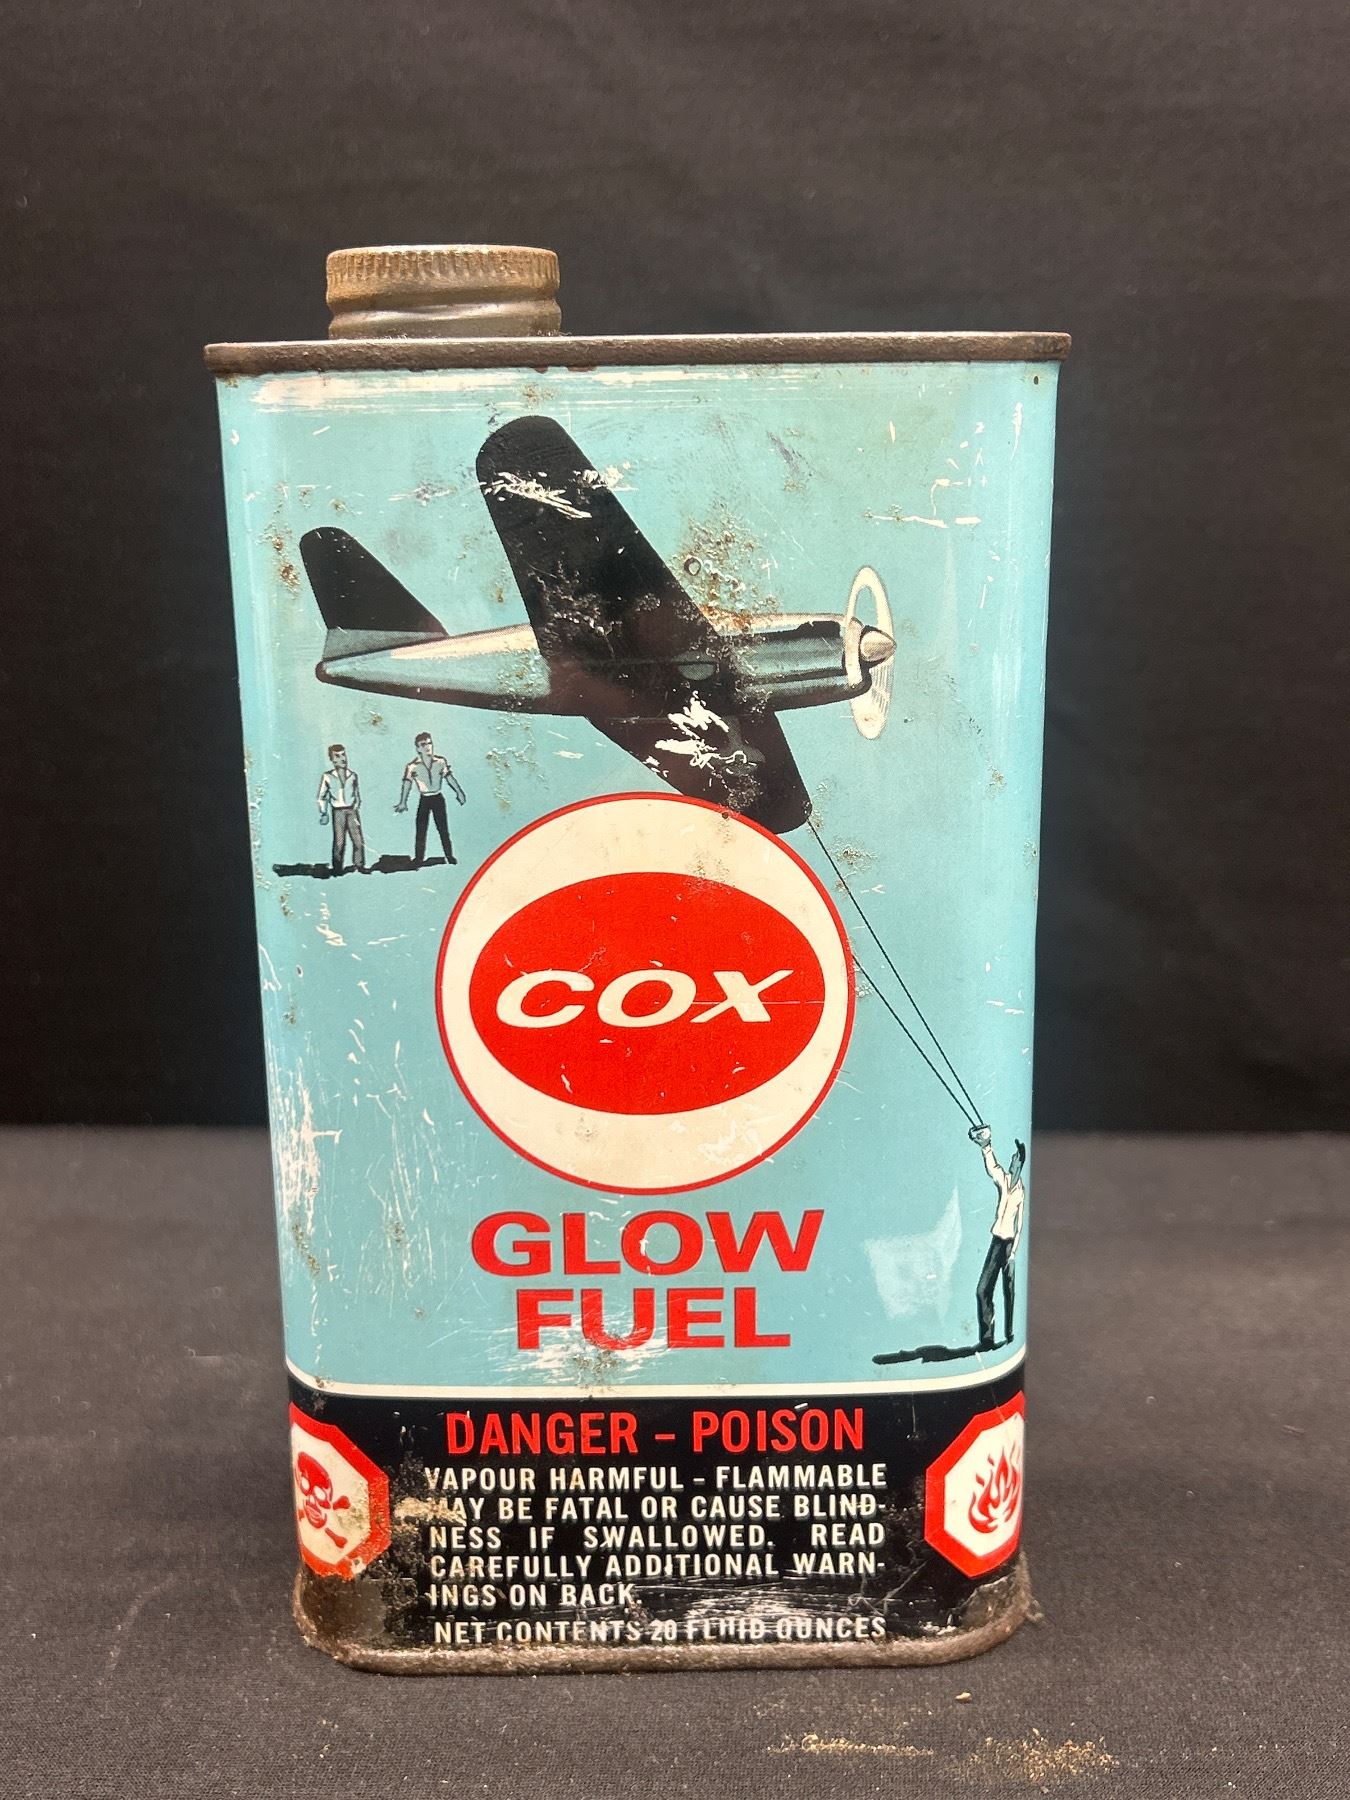 COX
GLOW
FUEL
DANGER – POISON
VAPOUR HARMFUL – FLAMMABLE
MAY BE FATAL OR CAUSE BLIND-
NESS IF SWALLOWED. READ
CAREFULLY ADDITIONAL WARN-
INGS ON BACK.
NET CONTENTS 20 FLUID OUNCES